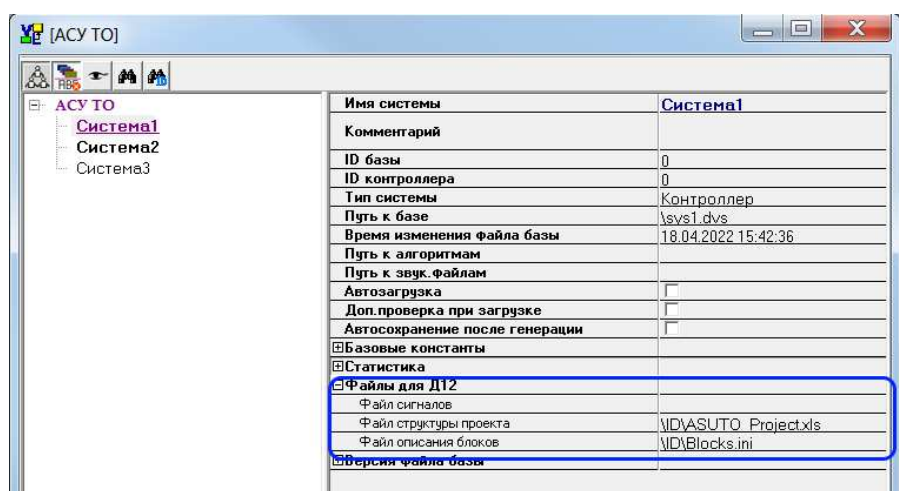 [АСУ ТО]
АСУ ТО
Система1
Система2
Система3
Имя системы Система1
Комментарий
ID базы 0
ID контроллера 0
Тип системы Контроллер
Путь к базе \sys1.dvs
Время изменения файла базы 18.04.2022 15:42:36
Путь к алгоритмам
Путь к звук.файлам
Автозагрузка
Доп.проверка при загрузке
Автосохранение после генерации
Базовые константы
Статистика
Файлы для Д12
Файл сигналов
Файл структуры проекта \ID\ASUTO_Project.xls
Файл описания блоков \ID\Blocks.ini
Версия файла базы